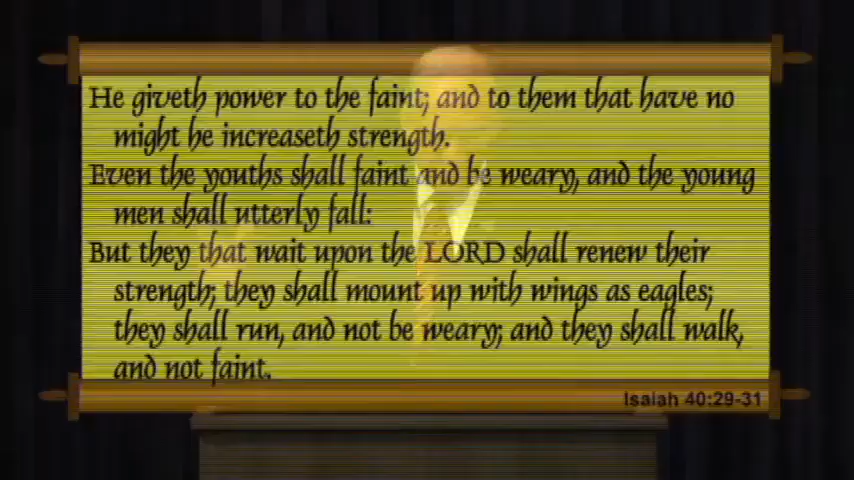 He giveth power to the faint; and to them that have no
might he increaseth strength.
Even the youths shall faint and be weary, and the young
men shall utterly fall:
But they that wait upon the LORD shall renew their
strength; they shall mount up with wings as eagles;
they shall run, and not be weary; and they shall walk,
and not faint.
Isaiah 40:29-31